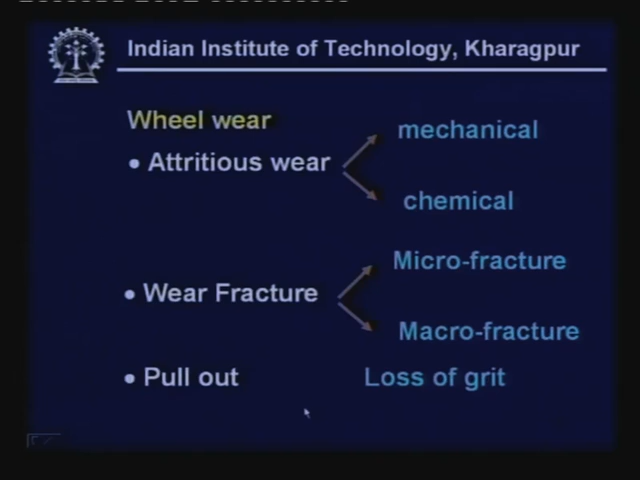 Indian Institute of Technology, Kharagpur
Wheel wear
• Attritious wear
mechanical
chemical
• Wear Fracture
Micro-fracture
Macro-fracture
• Pull out
Loss of grit